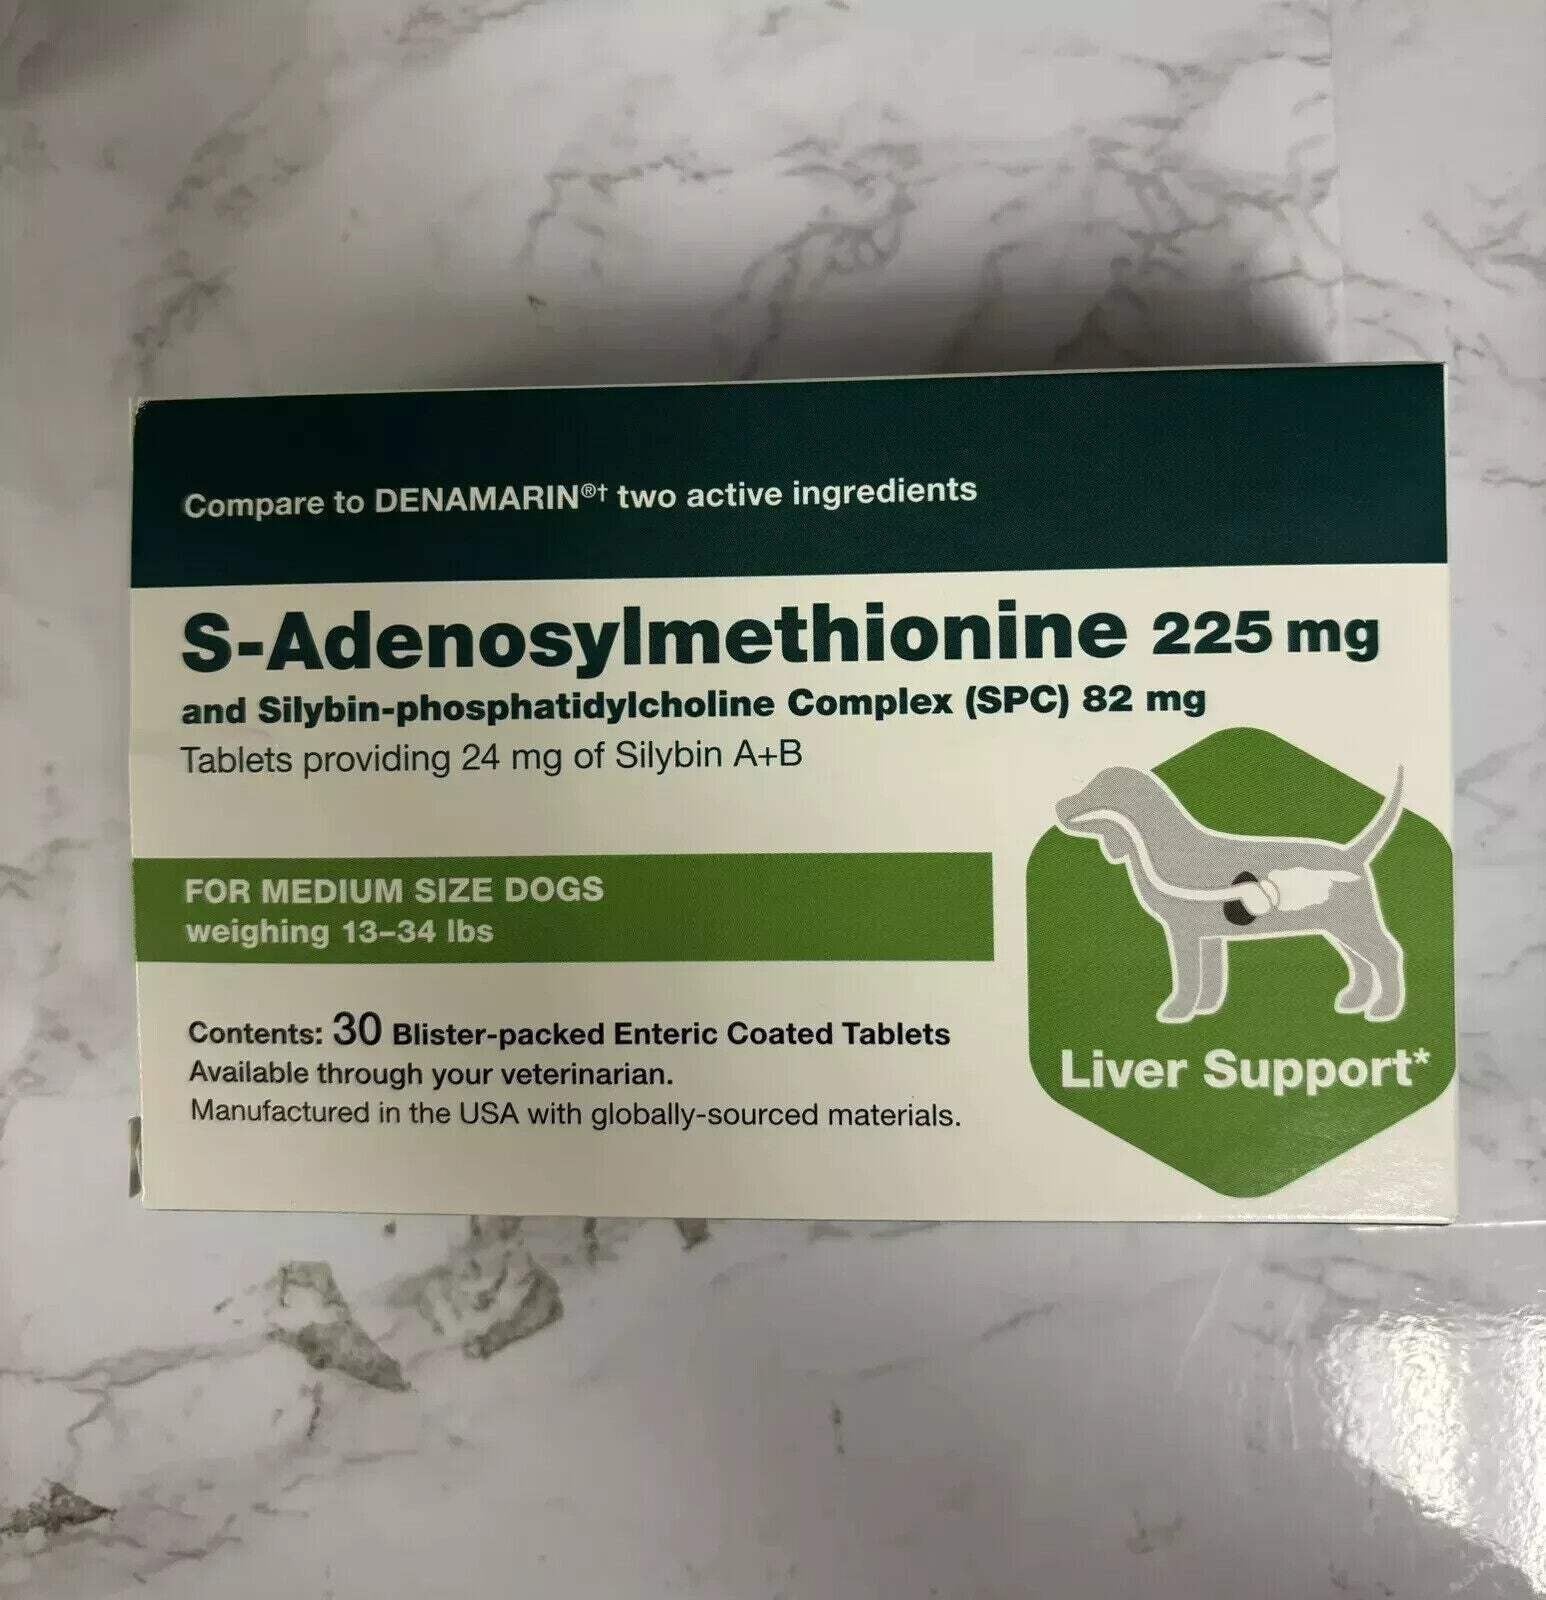 Compare to DENAMARIN®† two active ingredients
S-Adenosylmethionine 225 mg
and Silybin-phosphatidylcholine Complex (SPC) 82 mg
Tablets providing 24 mg of Silybin A+B
FOR MEDIUM SIZE DOGS
weighing 13–34 lbs
Contents: 30 Blister-packed Enteric Coated Tablets
Available through your veterinarian.
Manufactured in the USA with globally-sourced materials.
Liver Support*